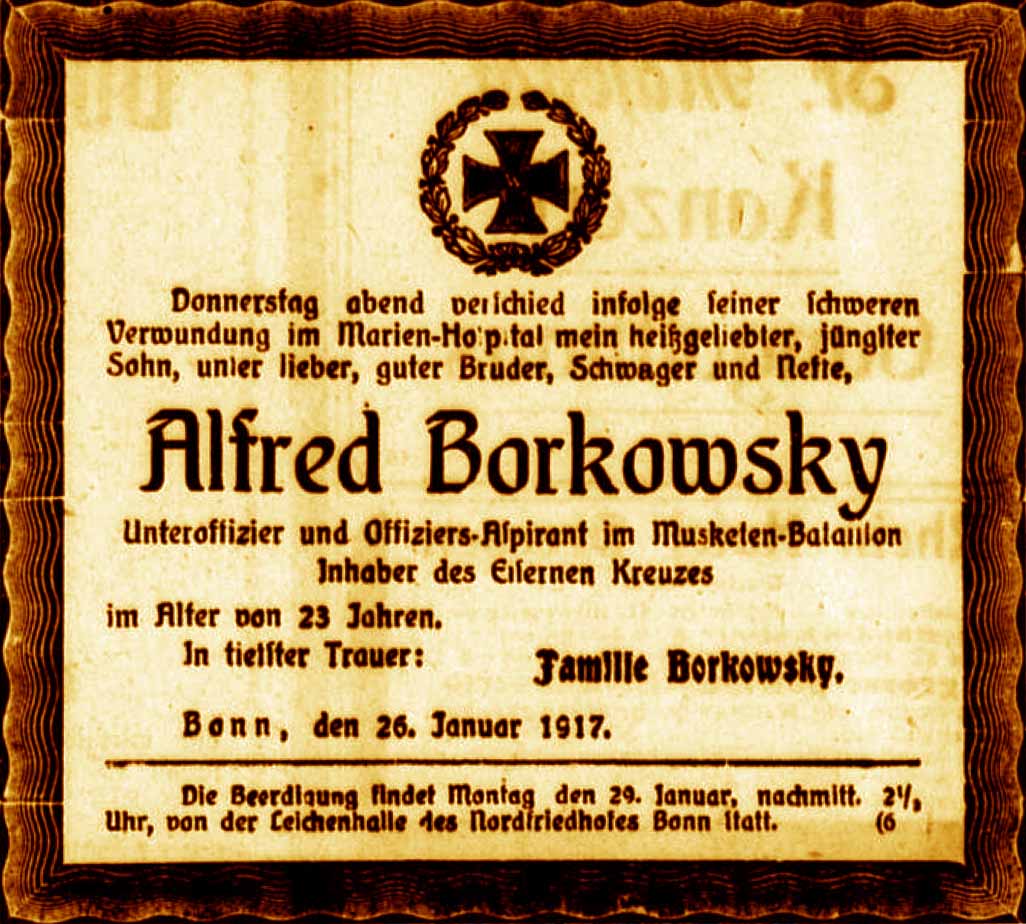 Donnerstag abend verschied infolge seiner schweren
Verwundung im Marien-Hospital mein heißgeliebter, jüngster
Sohn, unser lieber, guter Bruder, Schwager und Neffe,
Alfred Borkowsky
Unteroffizier und Offiziers-Aspirant im Musketen-Bataillon
Inhaber des Eisernen Kreuzes
im Alter von 23 Jahren.
In tiefster Trauer:
Familie Borkowsky.
Bonn, den 26. Januar 1917.
Die Beerdigung findet Montag den 29. Januar, nachmitt. 2½
Uhr, von der Leichenhalle des Nordfriedhofes Bonn statt. (6